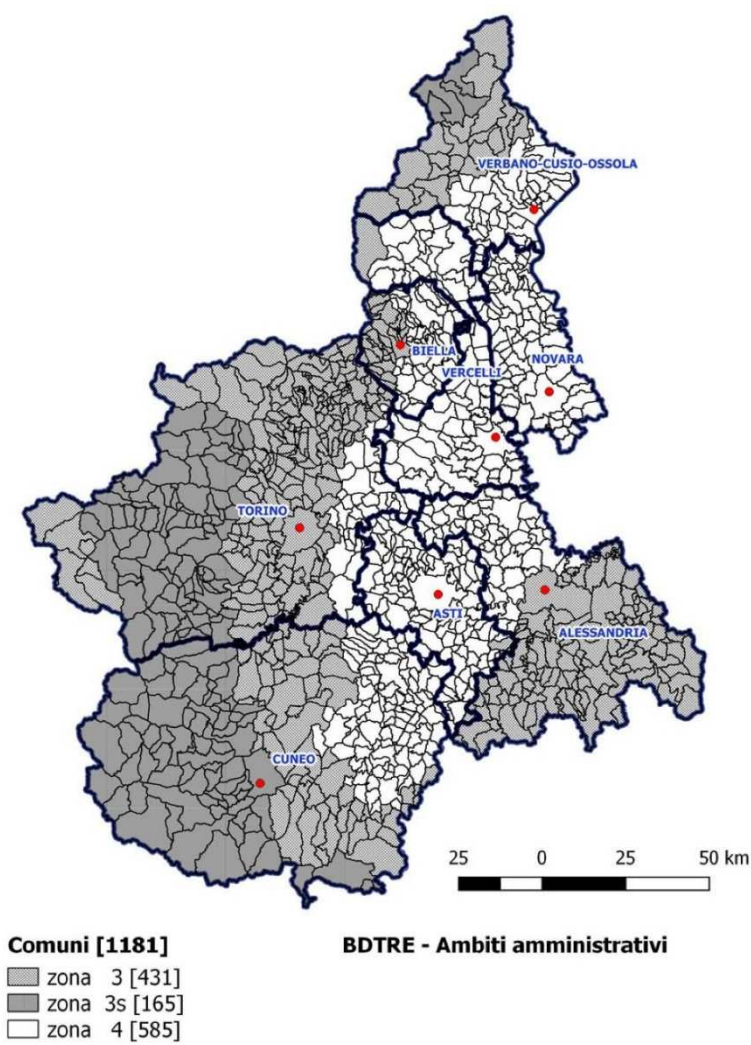 VERBANO-CUSIO-OSSOLA
BIELLA
NOVARA
VERCELLI
TORINO
ASTI
ALESSANDRIA
CUNEO
25 0 25 50 km
Comuni [1181]
BDTRE - Ambiti amministrativi
zona 3 [431]
zona 3s [165]
zona 4 [585]